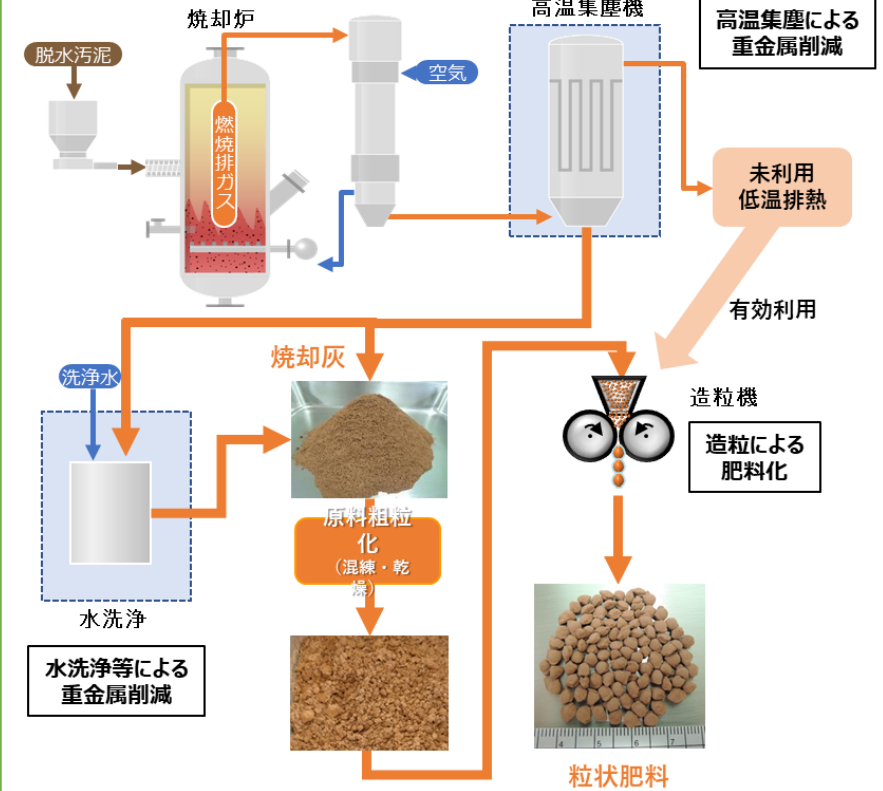 焼却炉
高温集塵機
高温集塵による
重金属削減
脱水汚泥
空気
燃焼排ガス
未利用
低温排熱
有効利用
焼却灰
洗浄水
造粒機
造粒による
肥料化
原料粗粒
化
（混練・乾
燥）
水洗浄
水洗浄等による
重金属削減
4 5 6 7
粒状肥料